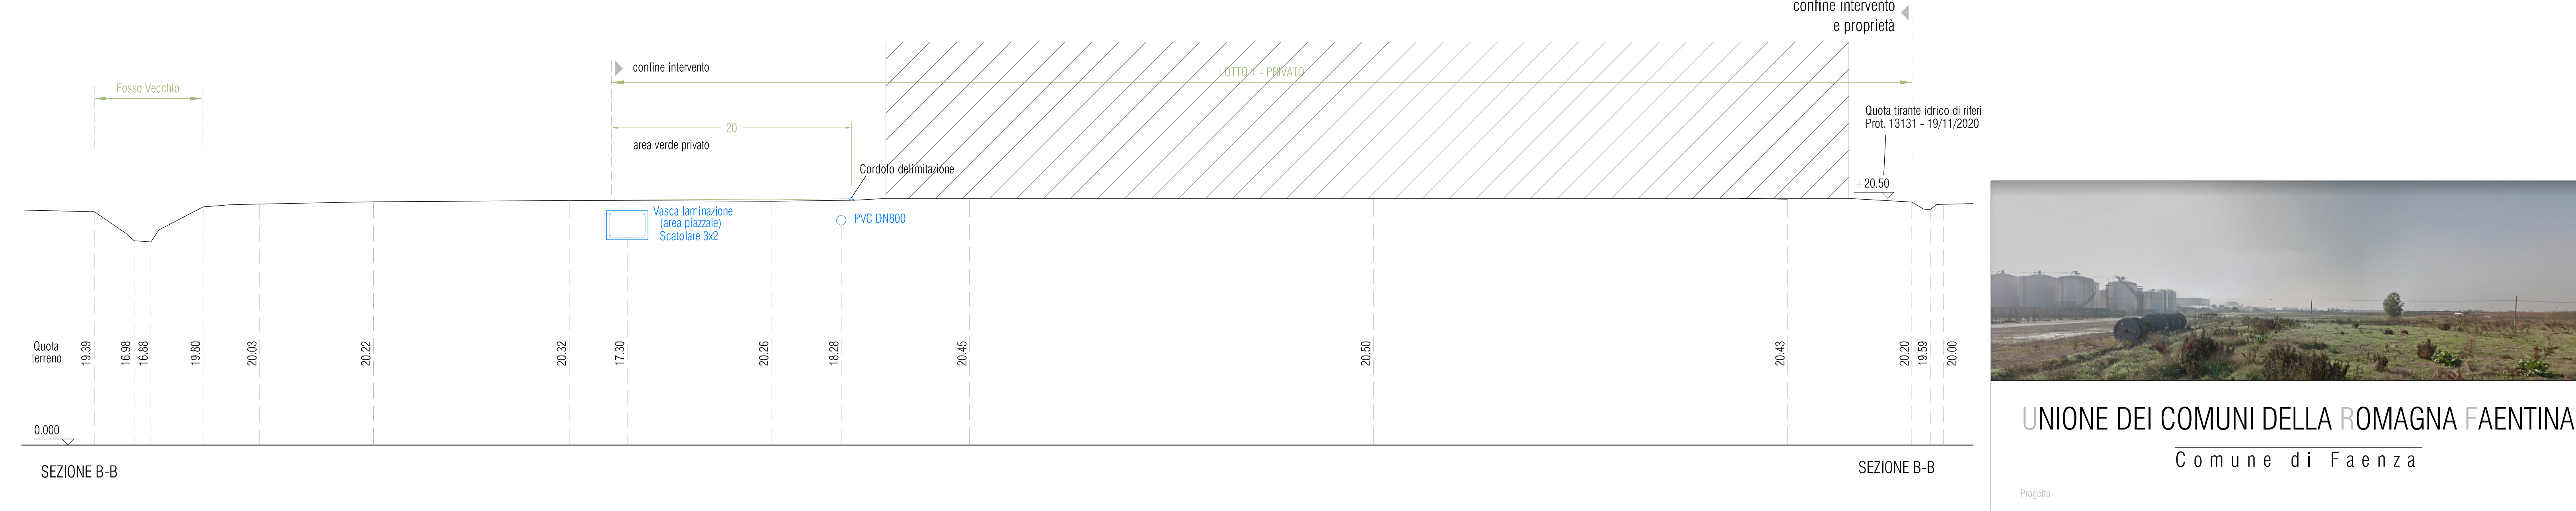 confine intervento
e proprietà
confine intervento
LOTTO 1 - PRIVATO
Fosso Vecchio
20
area verde privato
Quota tirante idrico di riferi
Prot. 13131 - 19/11/2020
Cordolo delimitazione
+20.50
Vasca laminazione
(area piazzale)
Scatolare 3x2
PVC DN800
Quota
terreno
19.39
16.98
16.88
19.80
20.03
20.22
20.32
17.30
20.26
18.28
20.45
20.50
20.43
20.20
19.59
20.00
0.000
SEZIONE B-B
SEZIONE B-B
UNIONE DEI COMUNI DELLA ROMAGNA FAENTINA
Comune di Faenza
Progetto